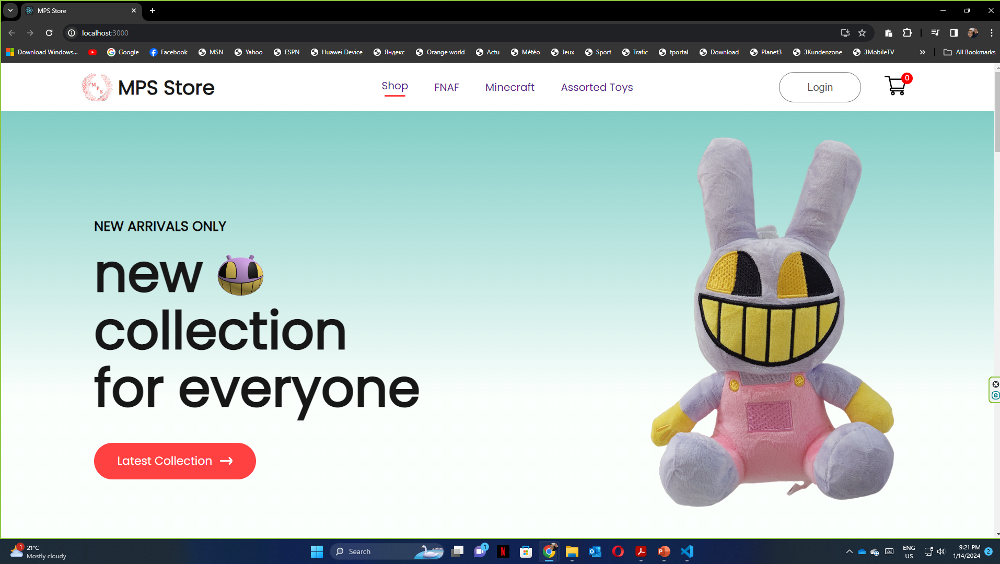 MPS Store
localhost:3000
Download Windows... Google Facebook MSN Yahoo ESPN Huawei Device Яндекс Orange world Actu Météo Jeux Sport Trafic tportal Download Planet3 3Kundenzone 3MobileTV All Bookmarks
M P S MPS Store Shop FNAF Minecraft Assorted Toys Login 0
NEW ARRIVALS ONLY
new
collection
for everyone
Latest Collection →
1 21°C
Mostly cloudy
Search
1
ENG
US
9:21 PM
1/14/2024
2